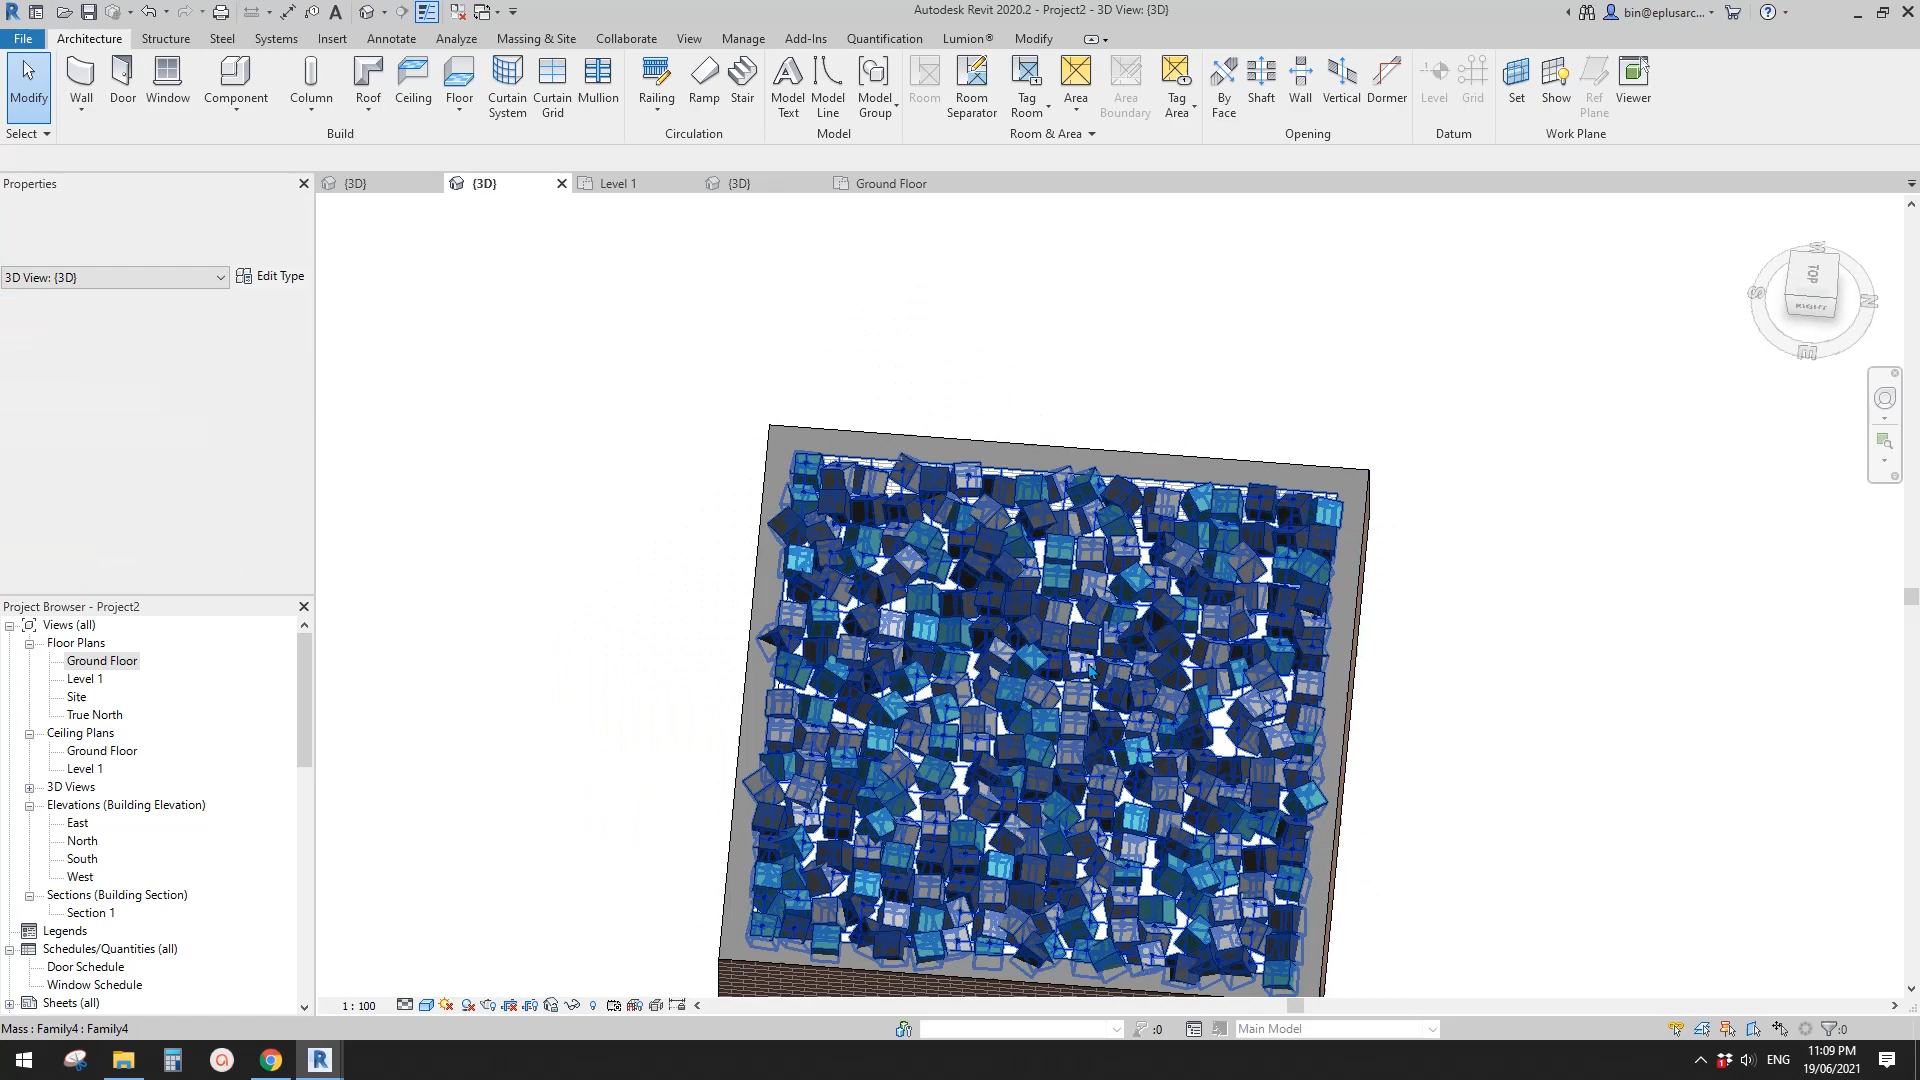 Autodesk Revit 2020.2 - Project2 - 3D View: {3D}
bin@eplusarc...
File Architecture Structure Steel Systems Insert Annotate Analyze Massing & Site Collaborate View Manage Add-Ins Quantification Lumion® Modify
Modify Wall Door Window Component Column Roof Ceiling Floor Curtain System Curtain Grid Mullion Railing Ramp Stair Model Text Model Line Model Group Room Room Separator Tag Room Area Area Boundary Tag Area By Face Shaft Wall Vertical Dormer Level Grid Set Show Ref Plane Viewer
Select Build Circulation Model Room & Area Opening Datum Work Plane
Properties
{3D} {3D} Level 1 {3D} Ground Floor
3D View: {3D} Edit Type
W
TOP
S RIGHT N
E
Project Browser - Project2
Views (all)
Floor Plans
Ground Floor
Level 1
Site
True North
Ceiling Plans
Ground Floor
Level 1
3D Views
Elevations (Building Elevation)
East
North
South
West
Sections (Building Section)
Section 1
Legends
Schedules/Quantities (all)
Door Schedule
Window Schedule
Sheets (all)
1 : 100
Mass : Family4 : Family4
:0
Main Model
:0
ENG
11:09 PM
19/06/2021